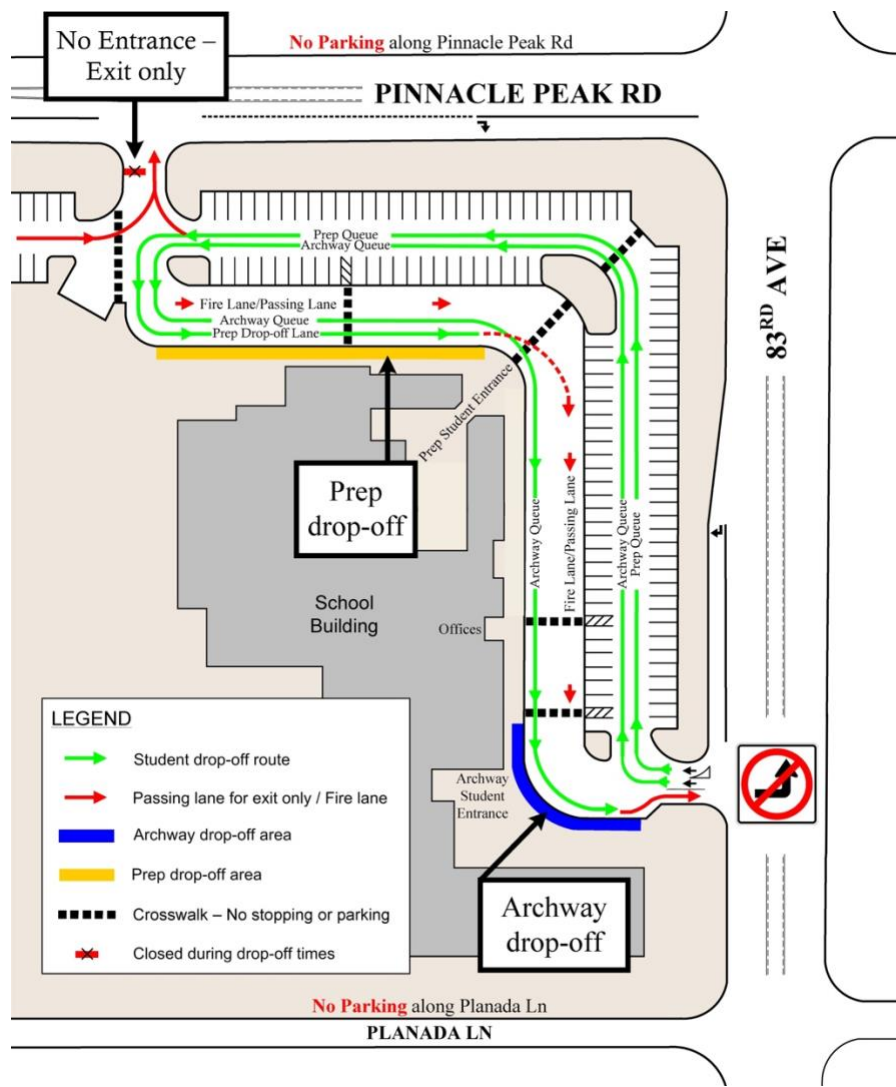 No Entrance –
Exit only
No Parking along Pinnacle Peak Rd
PINNACLE PEAK RD
Prep Queue
Archway Queue
Fire Lane/Passing Lane
Archway Queue
Prep Drop-off Lane
83RD AVE
Prep Student Entrance
Prep
drop-off
Archway Queue
Fire Lane/Passing Lane
Archway Queue
Prep Queue
School
Building
Offices
LEGEND
Student drop-off route
Passing lane for exit only / Fire lane
Archway drop-off area
Prep drop-off area
Crosswalk – No stopping or parking
Closed during drop-off times
Archway
Student
Entrance
Archway
drop-off
No Parking along Planada Ln
PLANADA LN